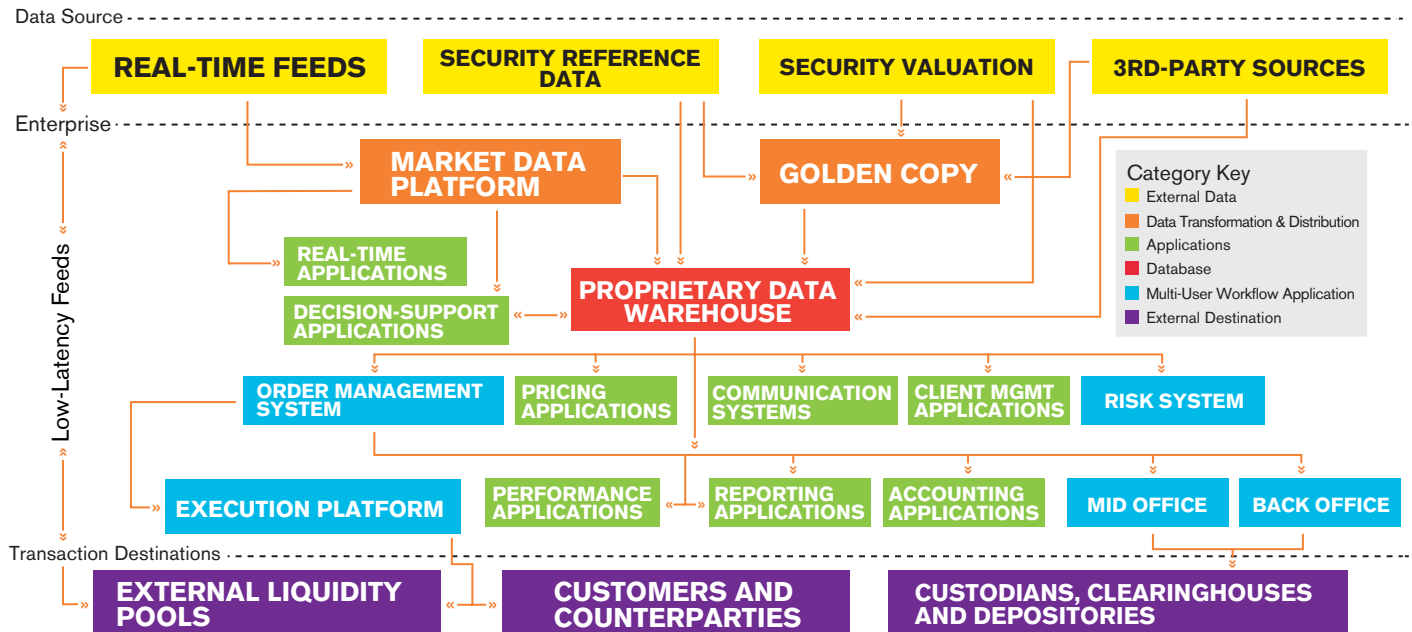 Data Source
REAL-TIME FEEDS
SECURITY REFERENCE
DATA
SECURITY VALUATION
3RD-PARTY SOURCES
Enterprise
MARKET DATA
PLATFORM
GOLDEN COPY
Category Key
External Data
Data Transformation & Distribution
Applications
Database
Multi-User Workflow Application
External Destination
Low-Latency Feeds
REAL-TIME
APPLICATIONS
DECISION-SUPPORT
APPLICATIONS
PROPRIETARY DATA
WAREHOUSE
ORDER MANAGEMENT
SYSTEM
PRICING
APPLICATIONS
COMMUNICATION
SYSTEMS
CLIENT MGMT
APPLICATIONS
RISK SYSTEM
EXECUTION PLATFORM
PERFORMANCE
APPLICATIONS
REPORTING
APPLICATIONS
ACCOUNTING
APPLICATIONS
MID OFFICE
BACK OFFICE
Transaction Destinations
EXTERNAL LIQUIDITY
POOLS
CUSTOMERS AND
COUNTERPARTIES
CUSTODIANS, CLEARINGHOUSES
AND DEPOSITORIES